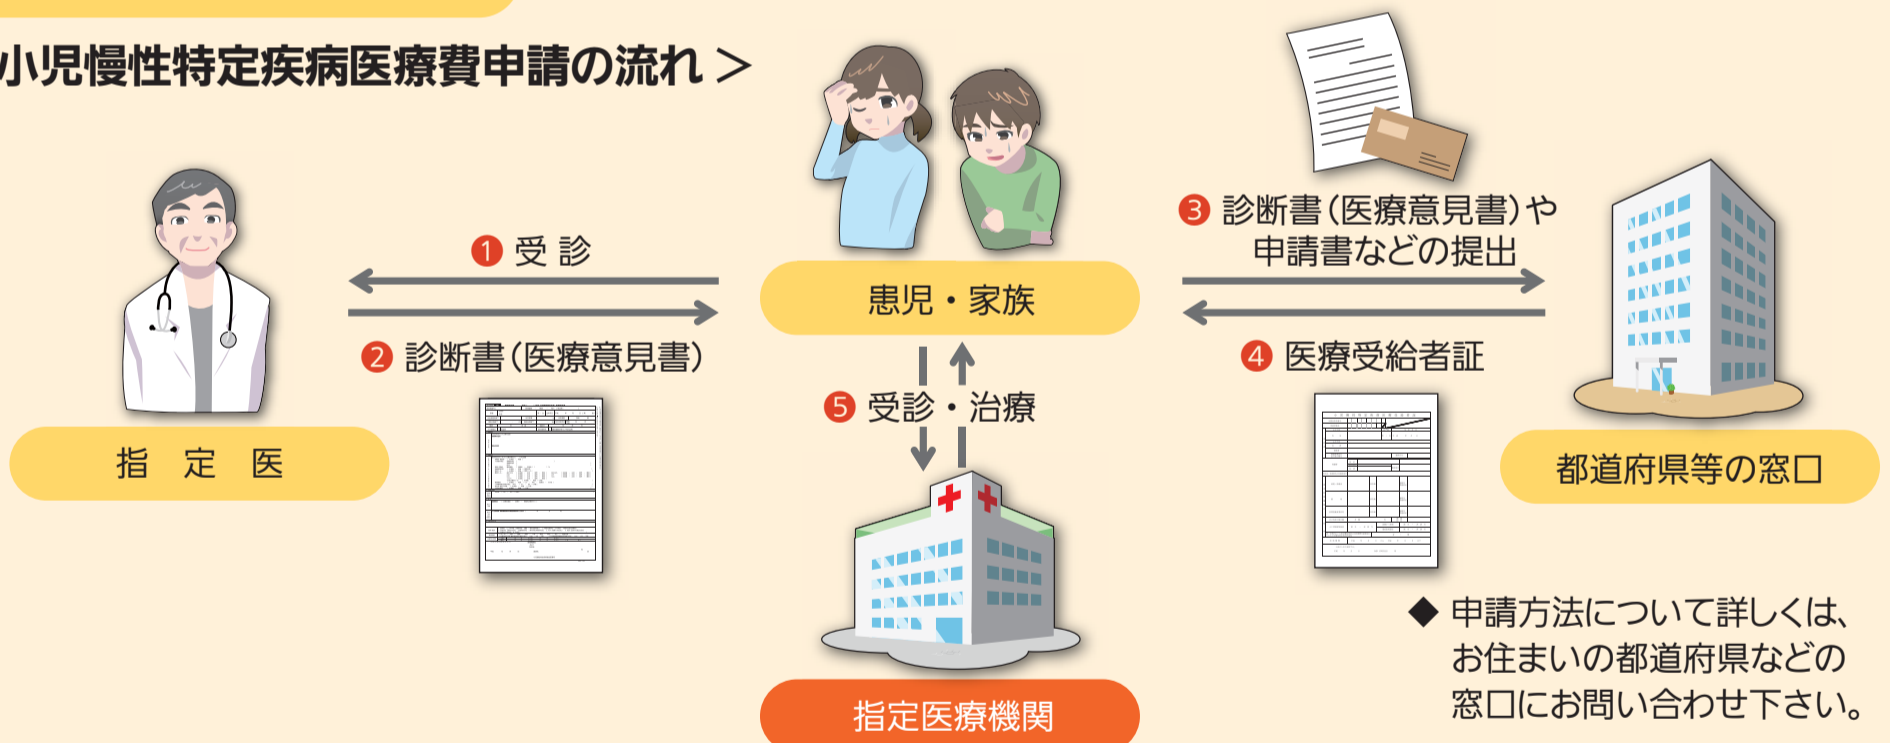 小児慢性特定疾病医療費申請の流れ＞
❶ 受 診
❷ 診断書（医療意見書）
指 定 医
患児・家族
❸ 診断書（医療意見書）や
申請書などの提出
❹ 医療受給者証
都道府県等の窓口
❺ 受診・治療
指定医療機関
◆ 申請方法について詳しくは、
お住まいの都道府県などの
窓口にお問い合わせ下さい。